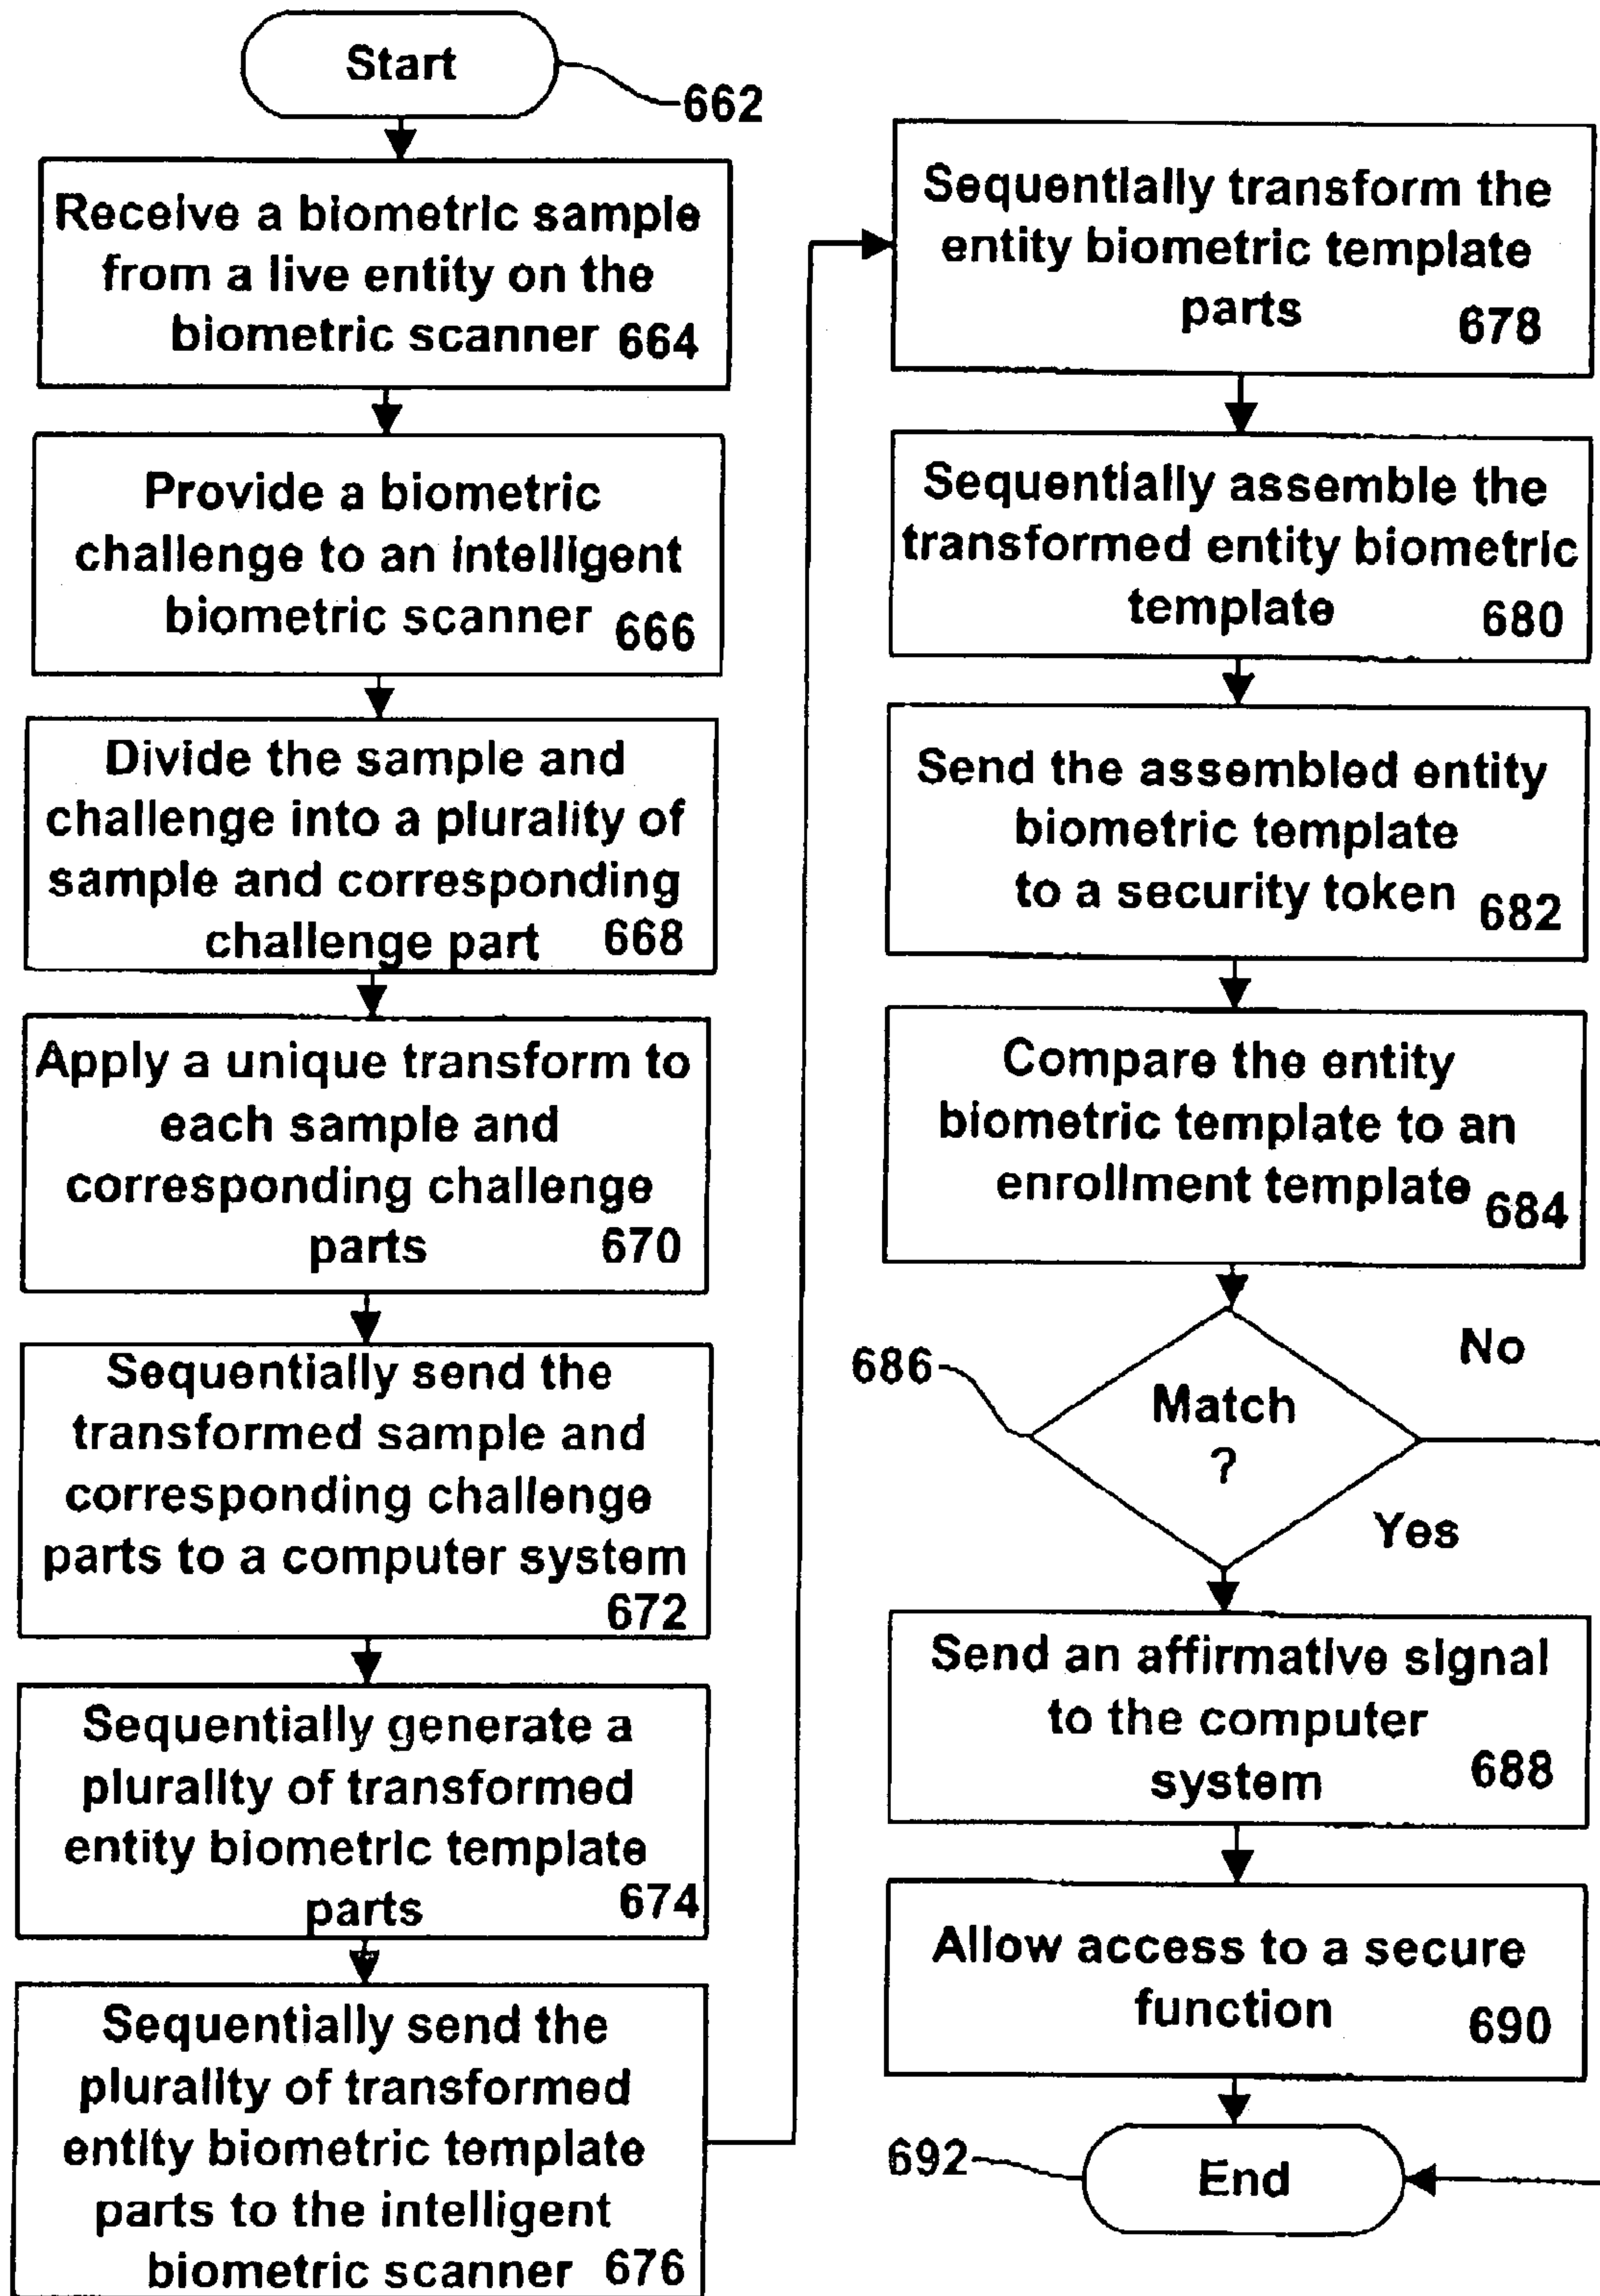 Start
662
Receive a biometric sample
from a live entity on the
biometric scanner 664
Provide a biometric
challenge to an intelligent
biometric scanner 666
Divide the sample and
challenge into a plurality of
sample and corresponding
challenge part 668
Apply a unique transform to
each sample and
corresponding challenge
parts 670
Sequentially send the
transformed sample and
corresponding challenge
parts to a computer system
672
Sequentially generate a
plurality of transformed
entity biometric template
parts 674
Sequentially send the
plurality of transformed
entity biometric template
parts to the intelligent
biometric scanner 676
Sequentially transform the
entity biometric template
parts 678
Sequentially assemble the
transformed entity biometric
template 680
Send the assembled entity
biometric template
to a security token 682
Compare the entity
biometric template to an
enrollment template 684
686
Match
?
No
Yes
Send an affirmative signal
to the computer
system 688
Allow access to a secure
function 690
692
End